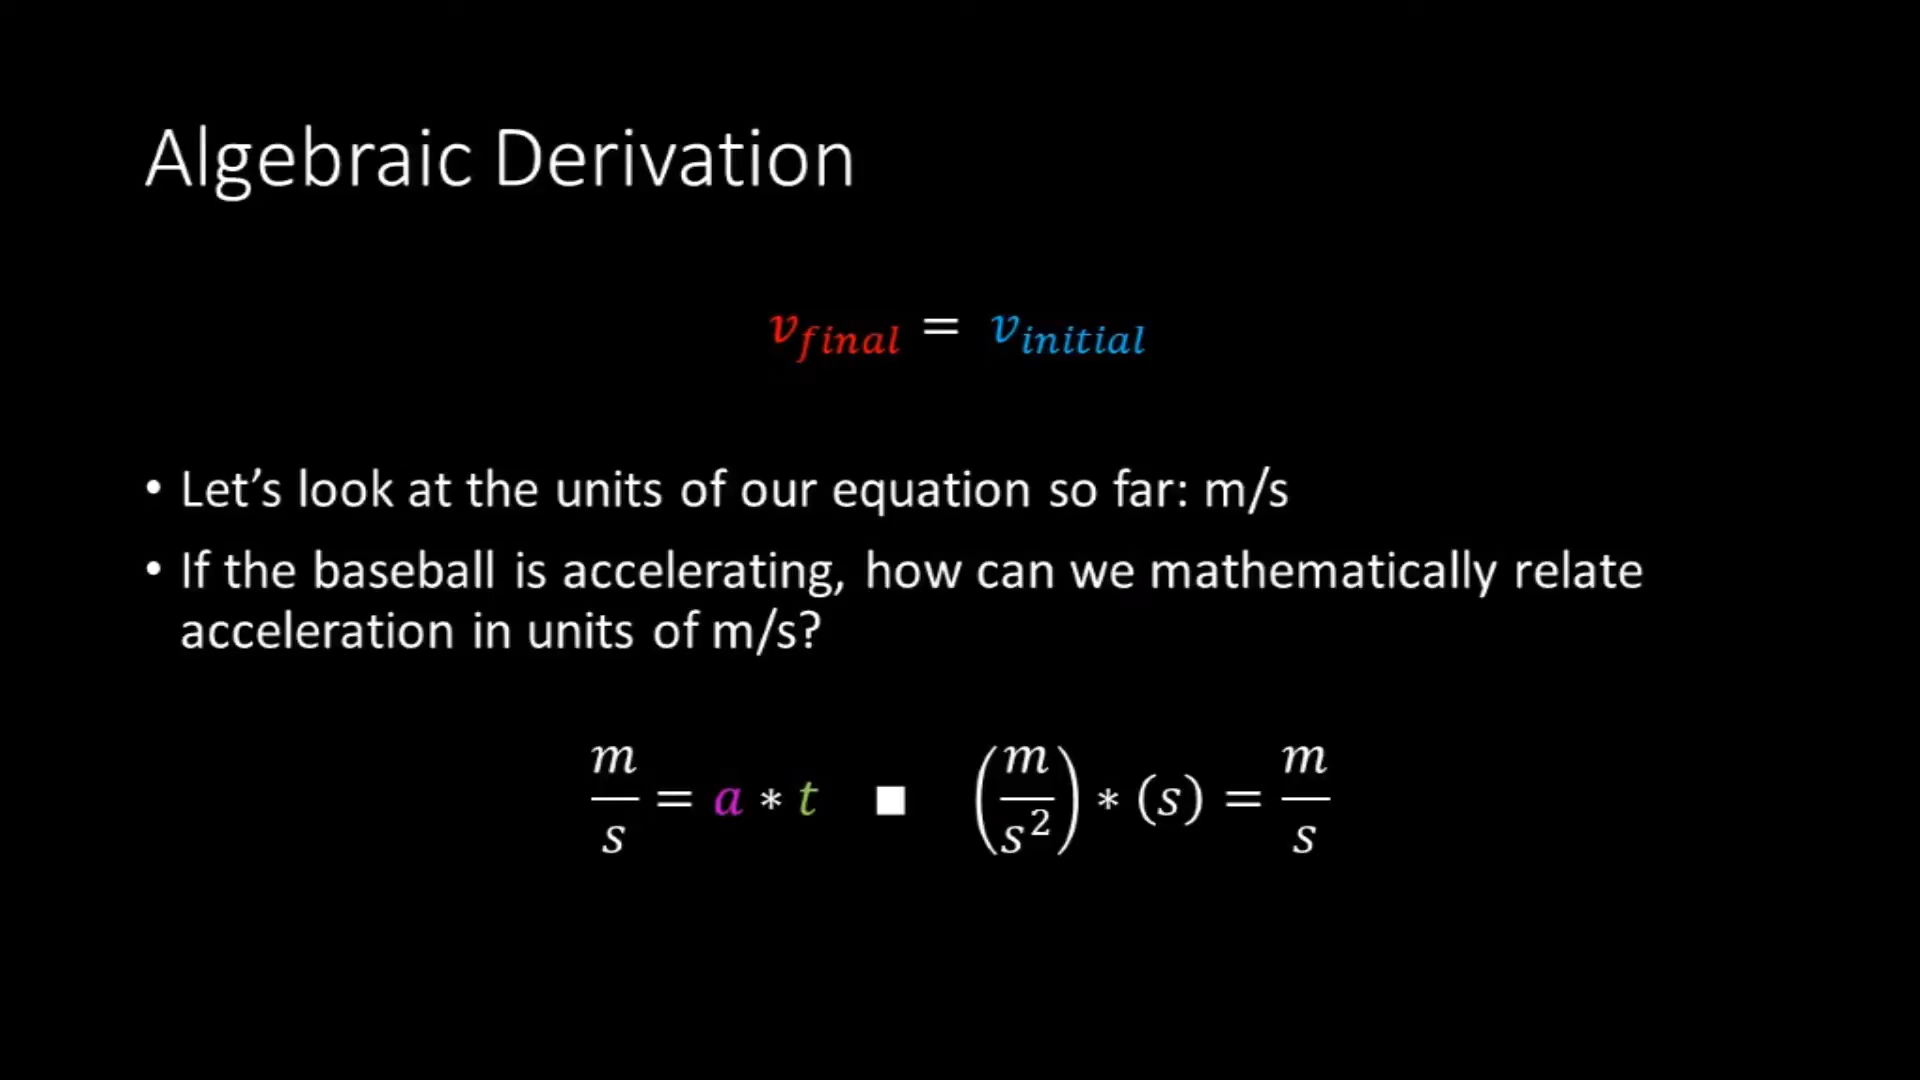 Algebraic Derivation
v_final = v_initial
• Let’s look at the units of our equation so far: m/s
• If the baseball is accelerating, how can we mathematically relate
acceleration in units of m/s?
m/s = a * t ■ (m/s²) * (s) = m/s